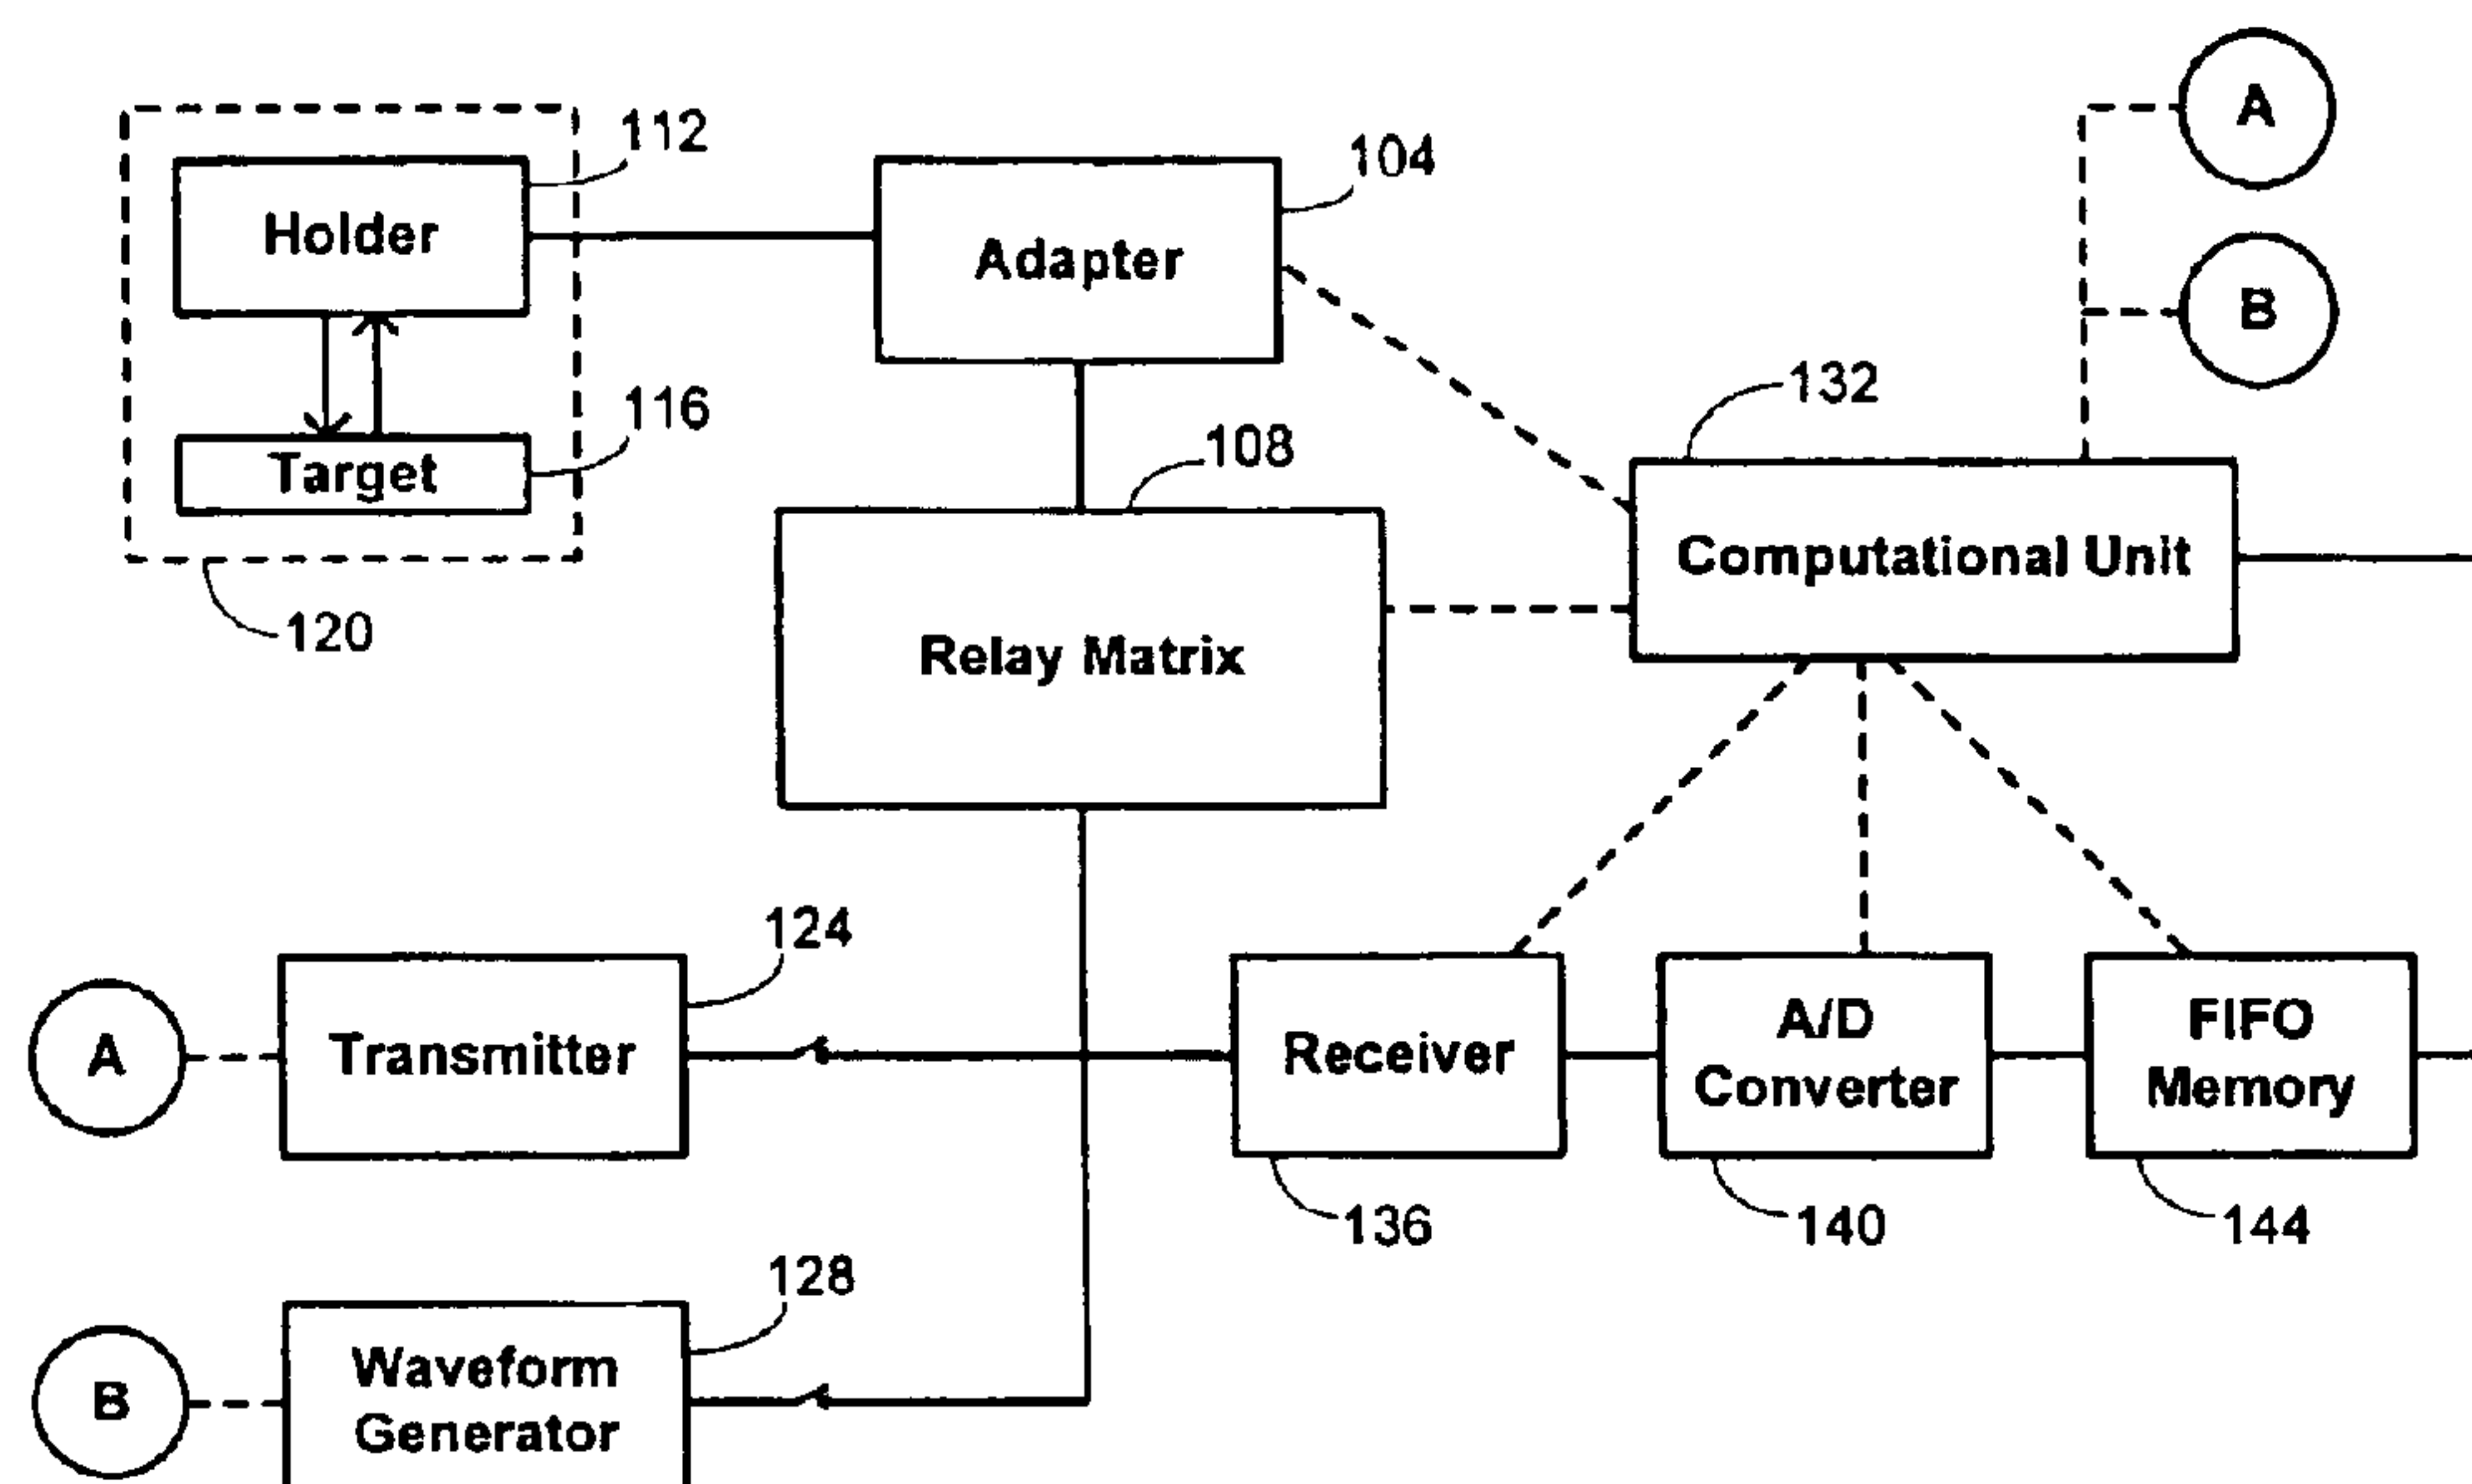 A
112
104
Holder
Adapter
B
132
116
108
Target
Computational Unit
120
Relay Matrix
124
A
Transmitter
Receiver
A/D
Converter
FIFO
Memory
136
140
144
128
B
Waveform
Generator